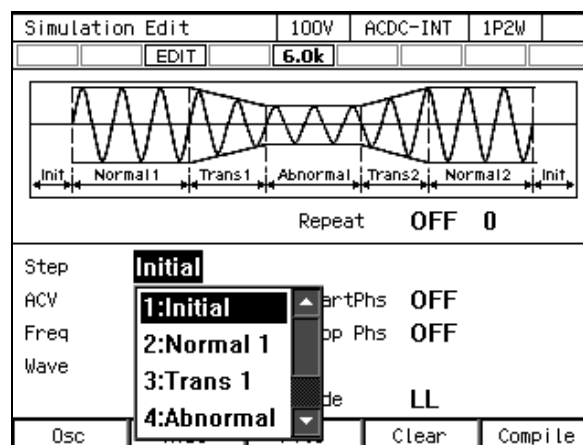 Simulation Edit 100V ACDC-INT 1P2W
EDIT 6.0k
Init Normal1 Trans1 Abnormal Trans2 Normal2 Init
Repeat OFF 0
Step Initial
ACV 1:Initial artPhs OFF
Freq 2:Normal 1 op Phs OFF
Wave 3:Trans 1
4:Abnormal de LL
Osc Clear Compile